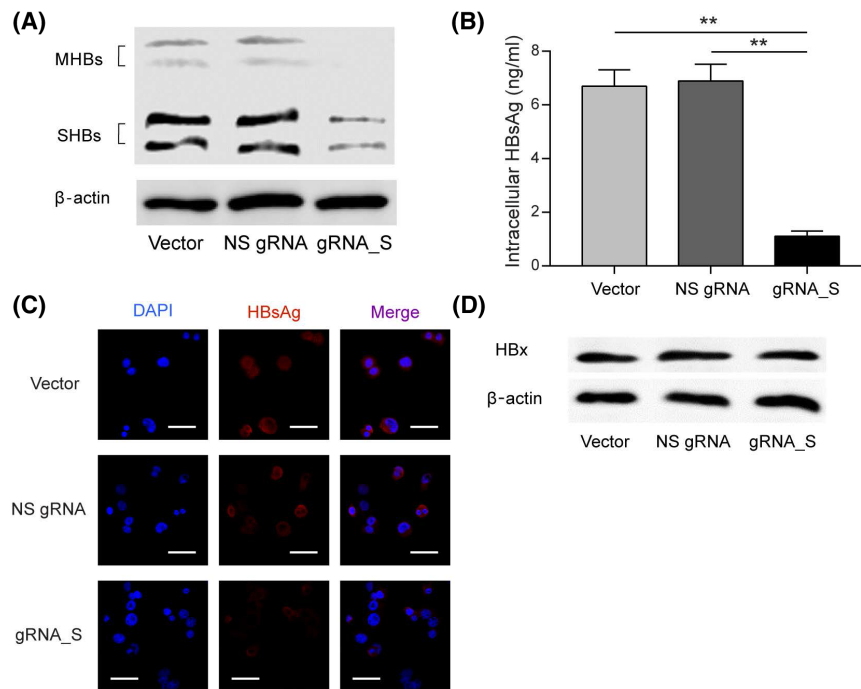 (A)
MHBs
SHBs
β-actin
Vector NS gRNA gRNA_S
(B)
** 
**
Intracellular HBsAg (ng/ml)
8
6
4
2
0
Vector NS gRNA gRNA_S
(C)
DAPI HBsAg Merge
Vector
NS gRNA
gRNA_S
(D)
HBx
β-actin
Vector NS gRNA gRNA_S